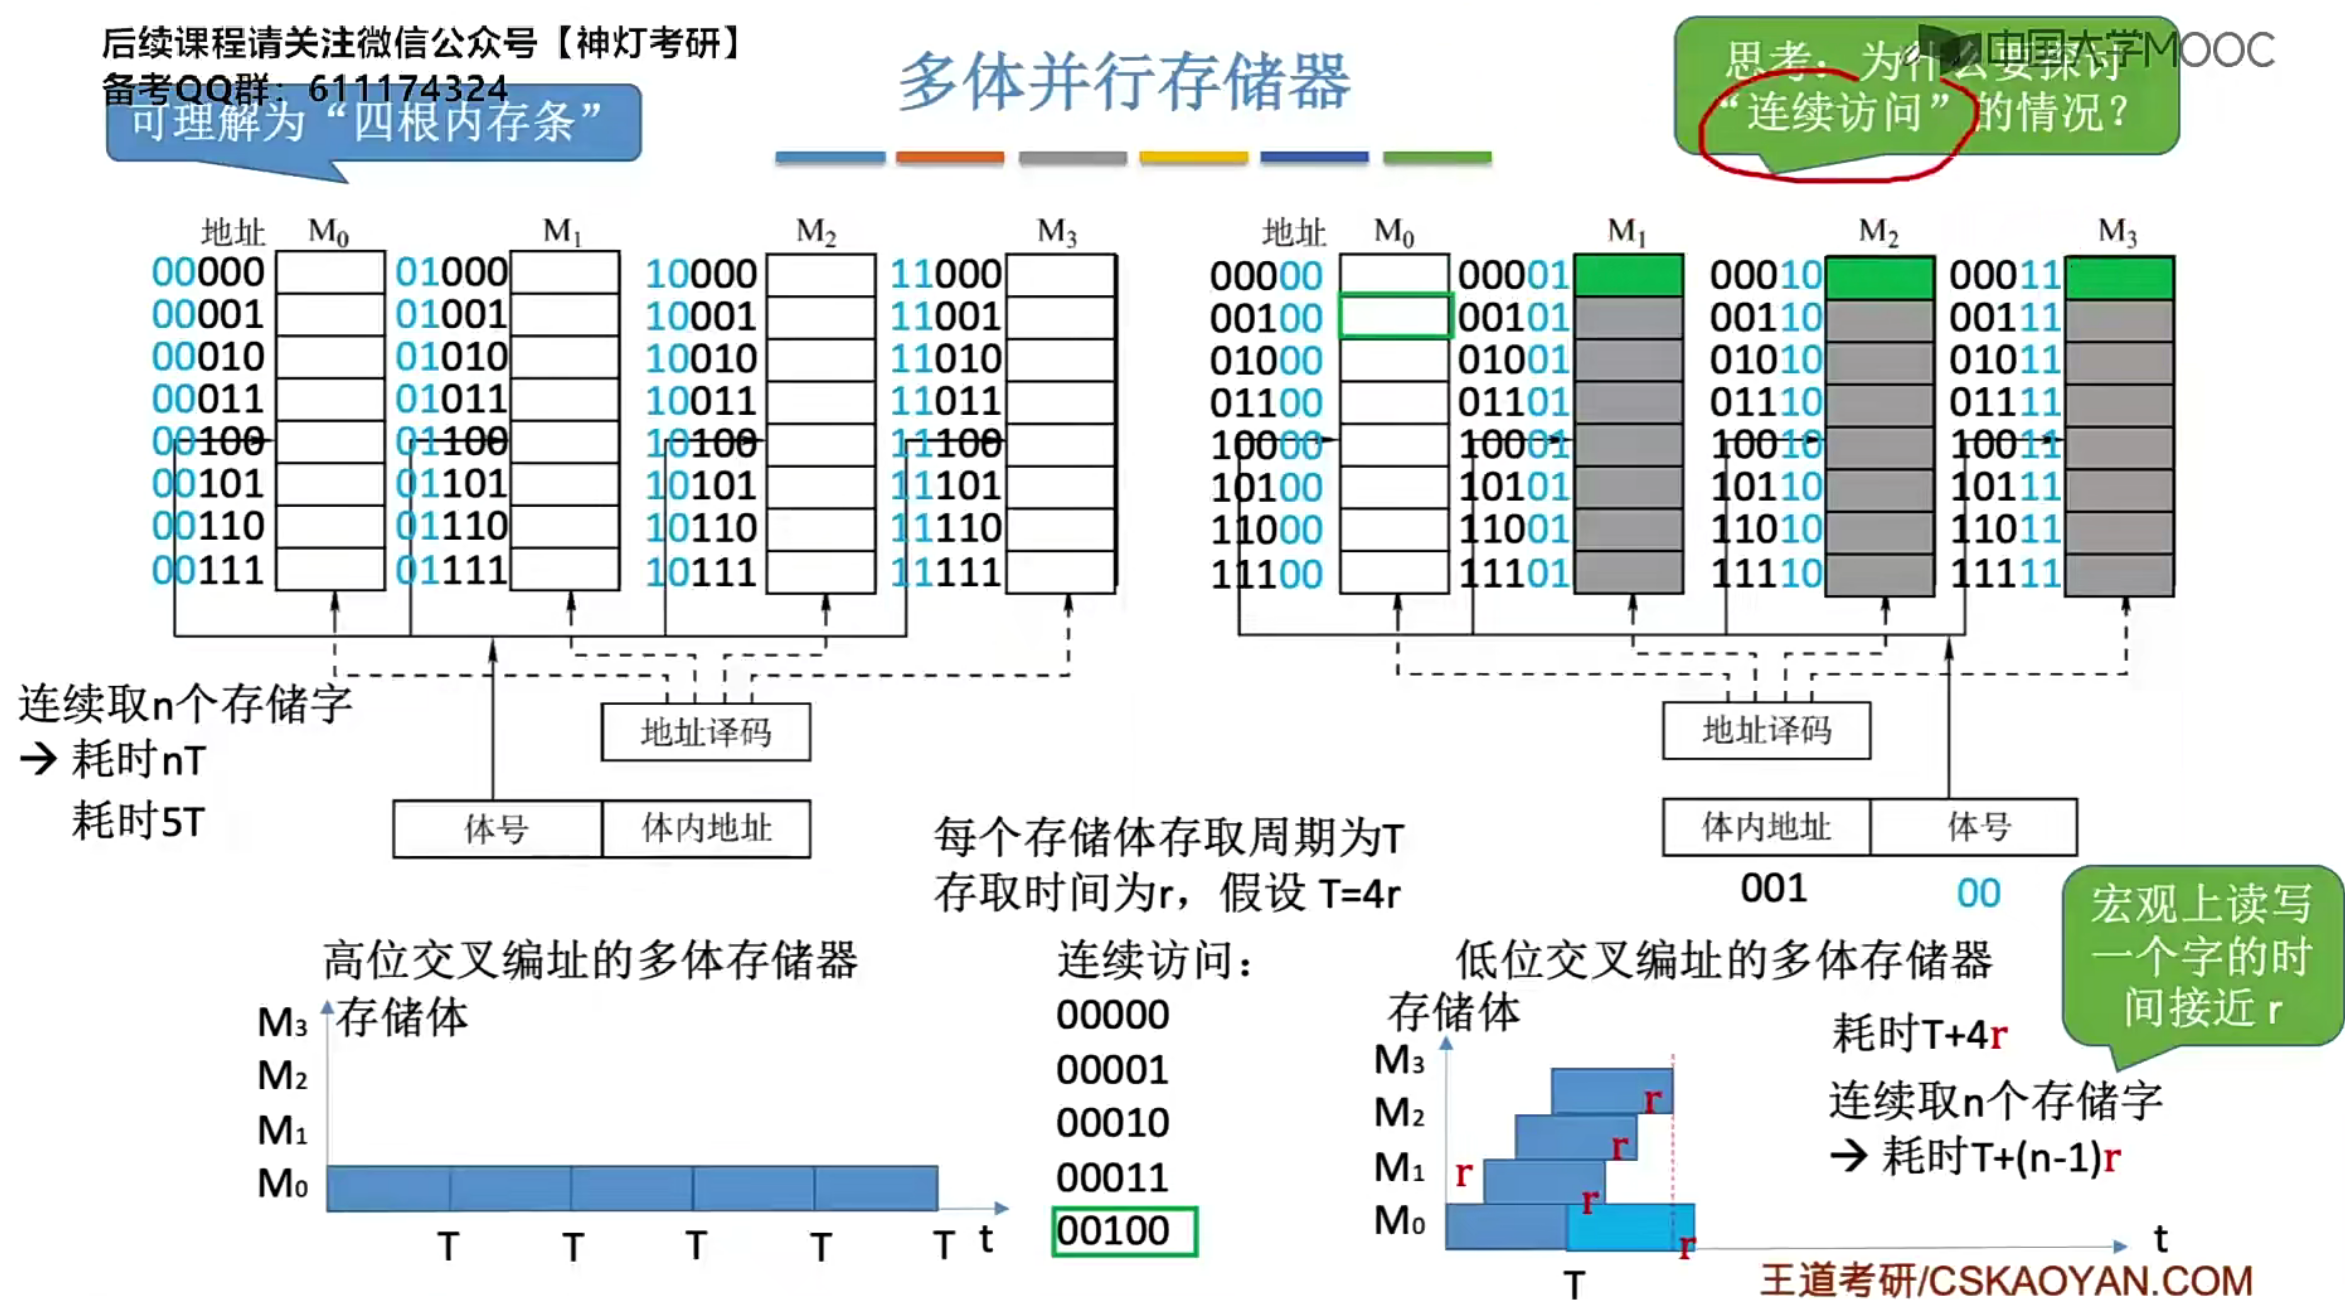 后续课程请关注微信公众号【神灯考研】
备考QQ群：611174324
可理解为“四根内存条”
多体并行存储器
中国大学MOOC
思考：为什么要探讨
“连续访问”的情况？
地址 M0 M1 M2 M3
00000 01000 10000 11000
00001 01001 10001 11001
00010 01010 10010 11010
00011 01011 10011 11011
00100 01100 10100 11100
00101 01101 10101 11101
00110 01110 10110 11110
00111 01111 10111 11111
地址译码
体号 体内地址
连续取n个存储字
→ 耗时nT
耗时5T
地址 M0 M1 M2 M3
00000 00001 00010 00011
00100 00101 00110 00111
01000 01001 01010 01011
01100 01101 01110 01111
10000 10001 10010 10011
10100 10101 10110 10111
11000 11001 11010 11011
11100 11101 11110 11111
地址译码
体内地址 体号
001 00
每个存储体存取周期为T
存取时间为r，假设 T=4r
高位交叉编址的多体存储器
存储体
M3
M2
M1
M0
T T T T T t
连续访问：
00000
00001
00010
00011
00100
低位交叉编址的多体存储器
存储体
M3 r
M2 r
M1 r r
M0 r
T t
耗时T+4r
连续取n个存储字
→ 耗时T+(n-1)r
宏观上读写
一个字的时
间接近 r
王道考研/CSKAOYAN.COM